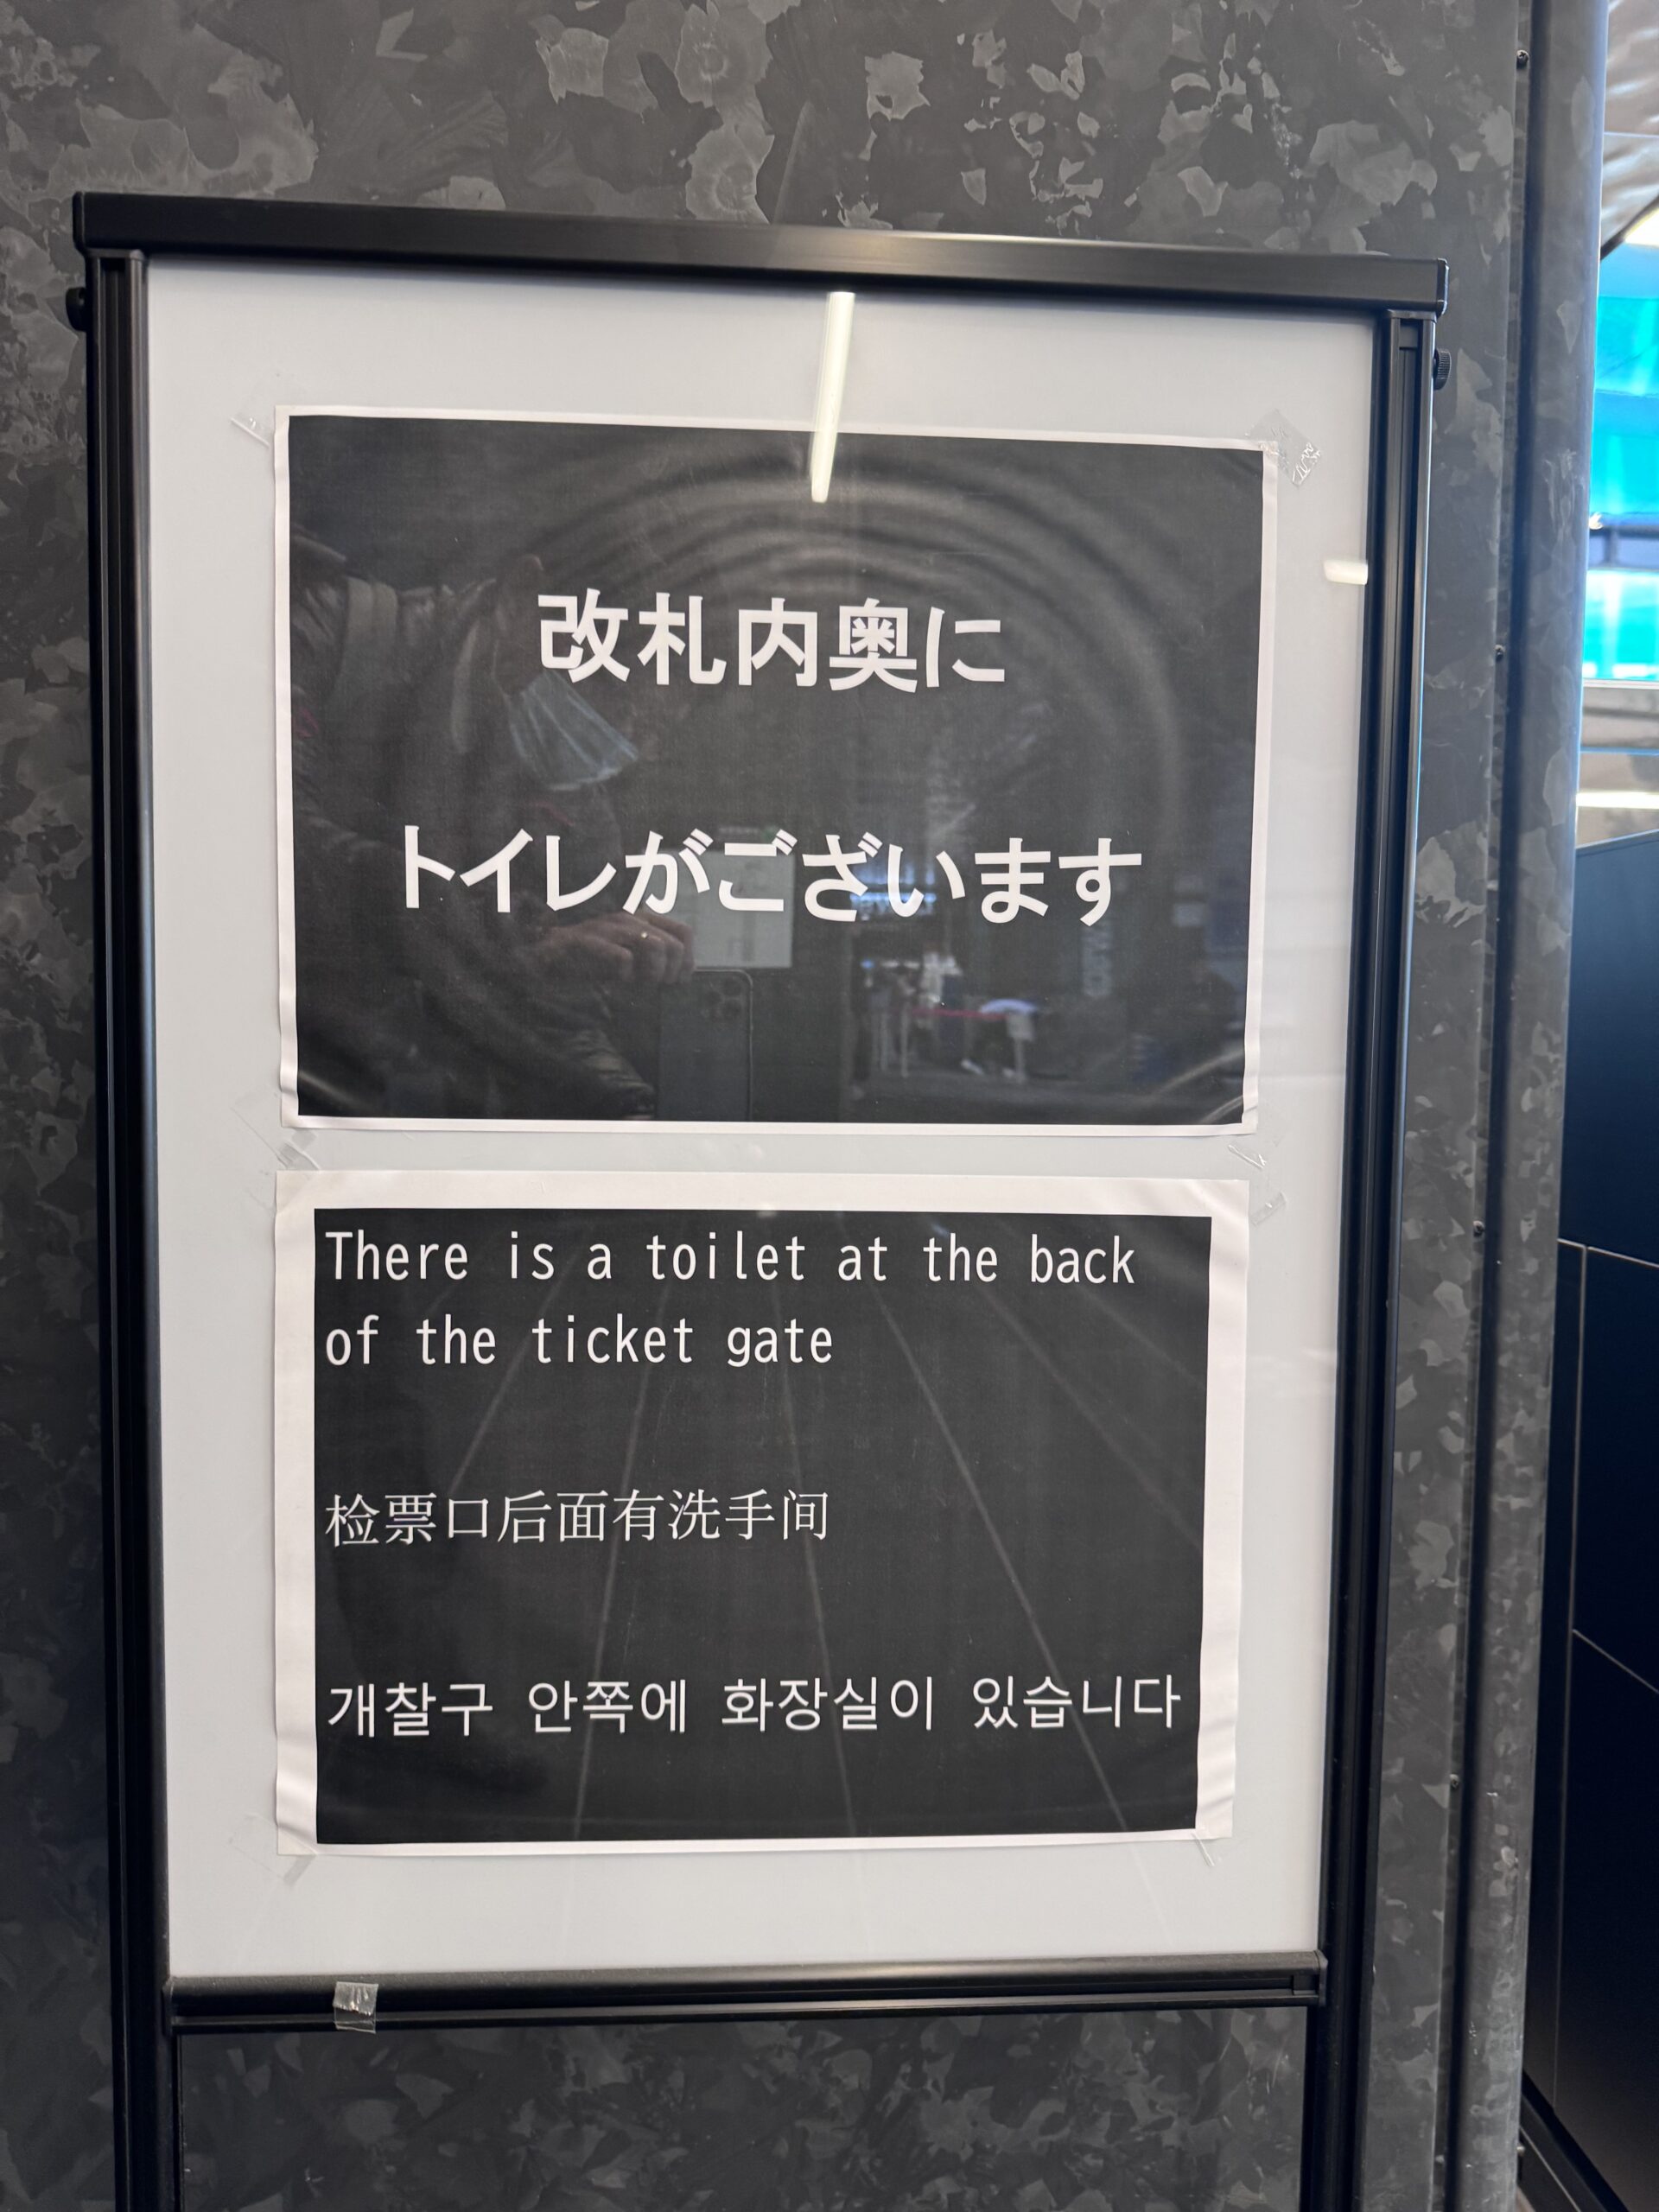 改札内奥に
トイレがございます
There is a toilet at the back
of the ticket gate
检票口后面有洗手间
개찰구 안쪽에 화장실이 있습니다